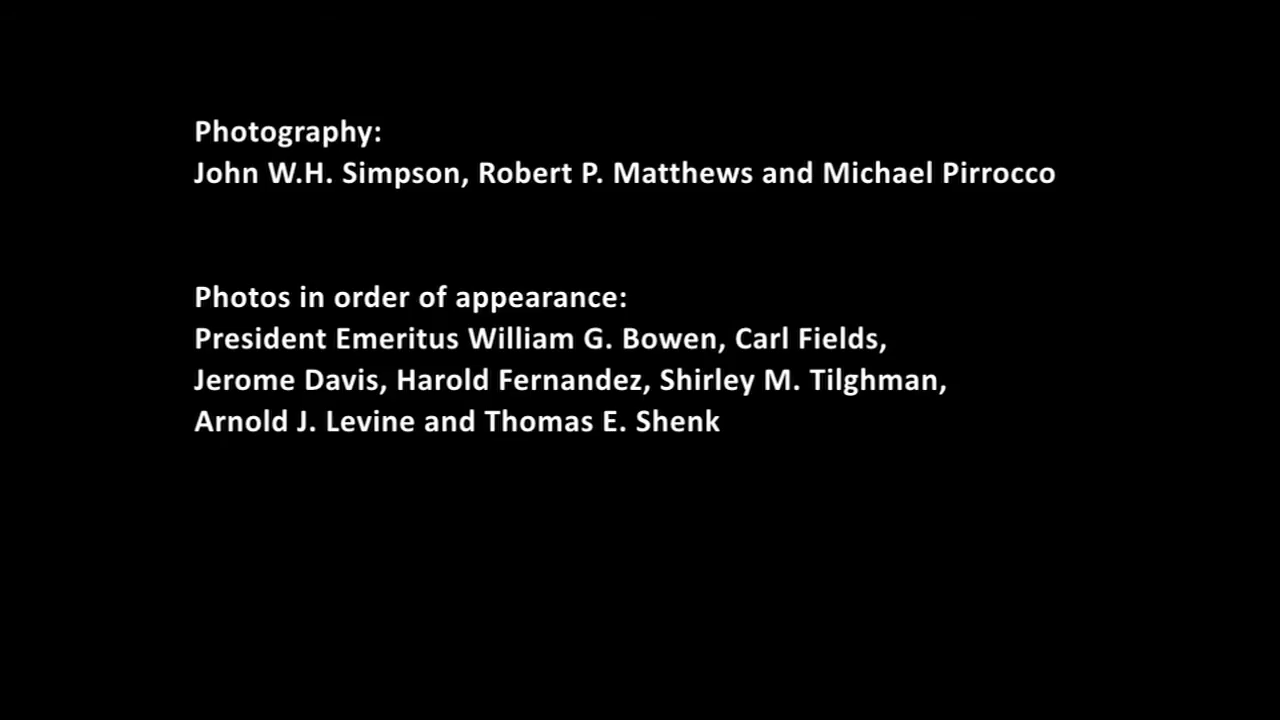 Photography:
John W.H. Simpson, Robert P. Matthews and Michael Pirrocco
Photos in order of appearance:
President Emeritus William G. Bowen, Carl Fields,
Jerome Davis, Harold Fernandez, Shirley M. Tilghman,
Arnold J. Levine and Thomas E. Shenk